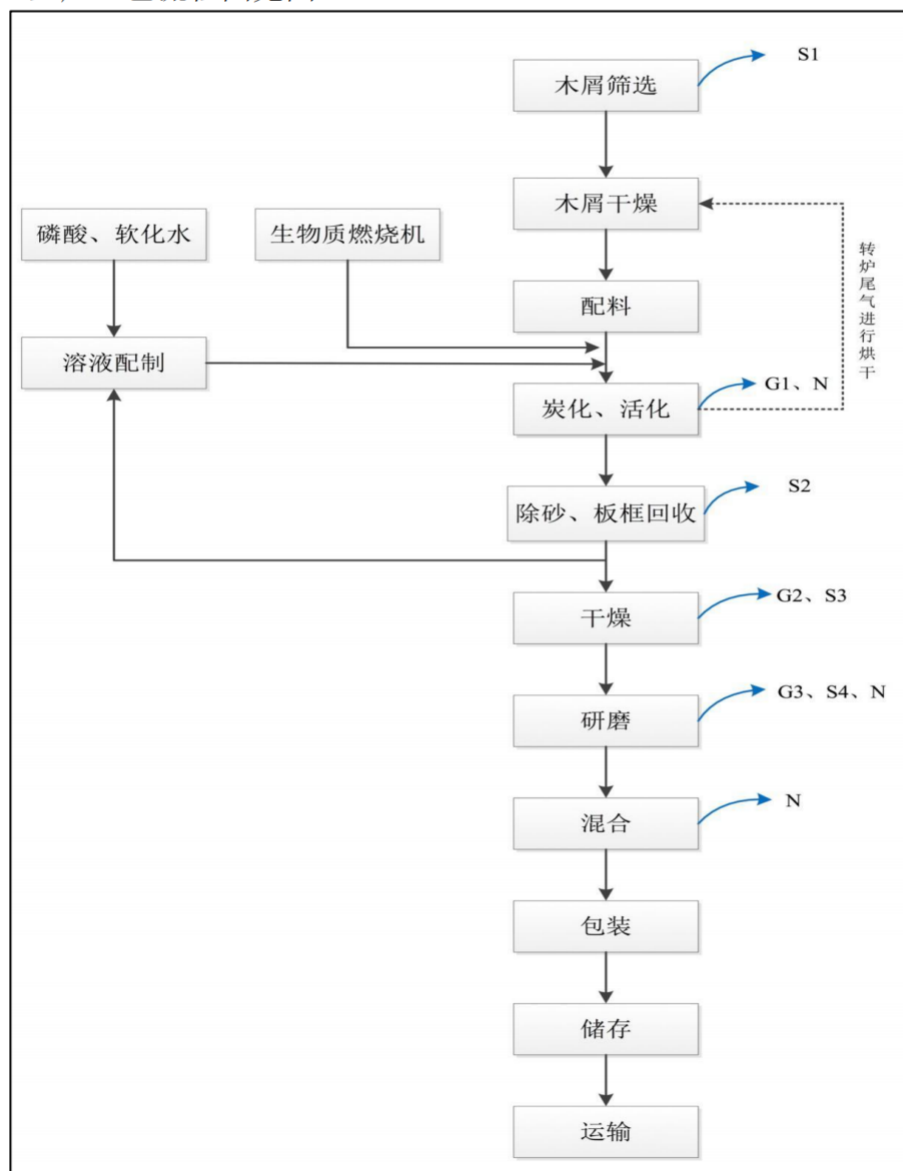 木屑筛选
S1
木屑干燥
磷酸、软化水
生物质燃烧机
转炉尾气进行烘干
配料
溶液配制
炭化、活化
G1、N
除砂、板框回收
S2
干燥
G2、S3
研磨
G3、S4、N
混合
N
包装
储存
运输